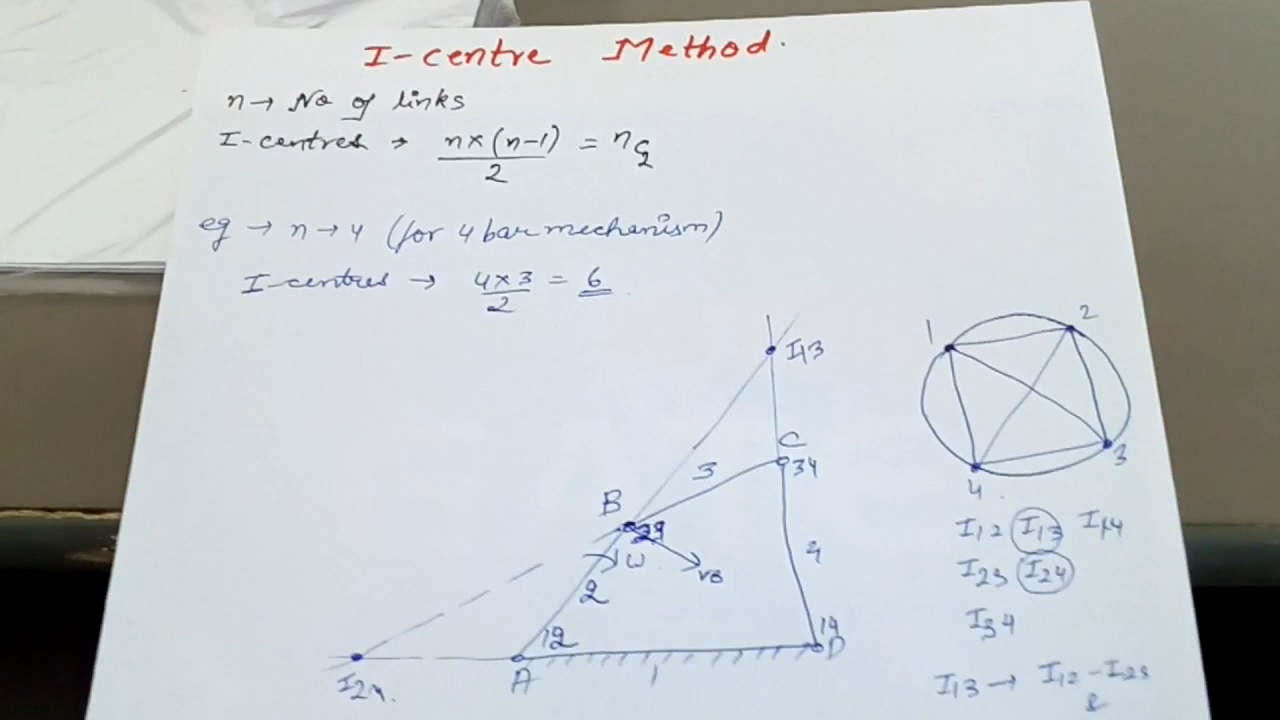 I-centre Method.
n → No of links
I-centres → n×(n-1)/2 = nC2
eg → n → 4 (for 4 bar mechanism)
I-centres → 4×3/2 = 6
I13
C
34
3
B
23
ω
VB
2
4
12
14
I24
A
1
D
1
2
3
4
I12 I13 I14
I23 I24
I34
I13 → I12 - I23
&